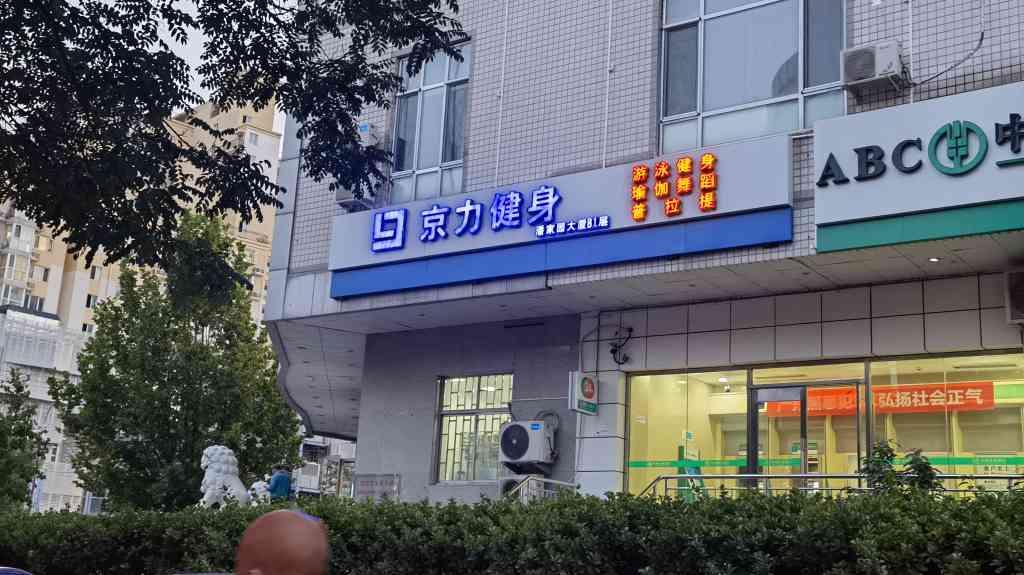 京力健身
潘家园大厦B1层
游泳健身
瑜伽舞蹈
普拉提
ABC 中
弘扬社会正气